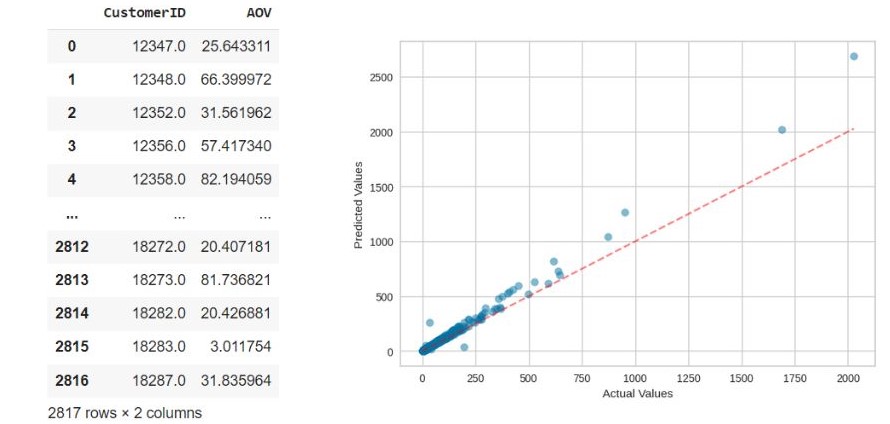 CustomerID AOV
0 12347.0 25.643311
1 12348.0 66.399972
2 12352.0 31.561962
3 12356.0 57.417340
4 12358.0 82.194059
... ... ...
2812 18272.0 20.407181
2813 18273.0 81.736821
2814 18282.0 20.426881
2815 18283.0 3.011754
2816 18287.0 31.835964
2817 rows × 2 columns
Predicted Values
2500
2000
1500
1000
500
0
0 250 500 750 1000 1250 1500 1750 2000
Actual Values